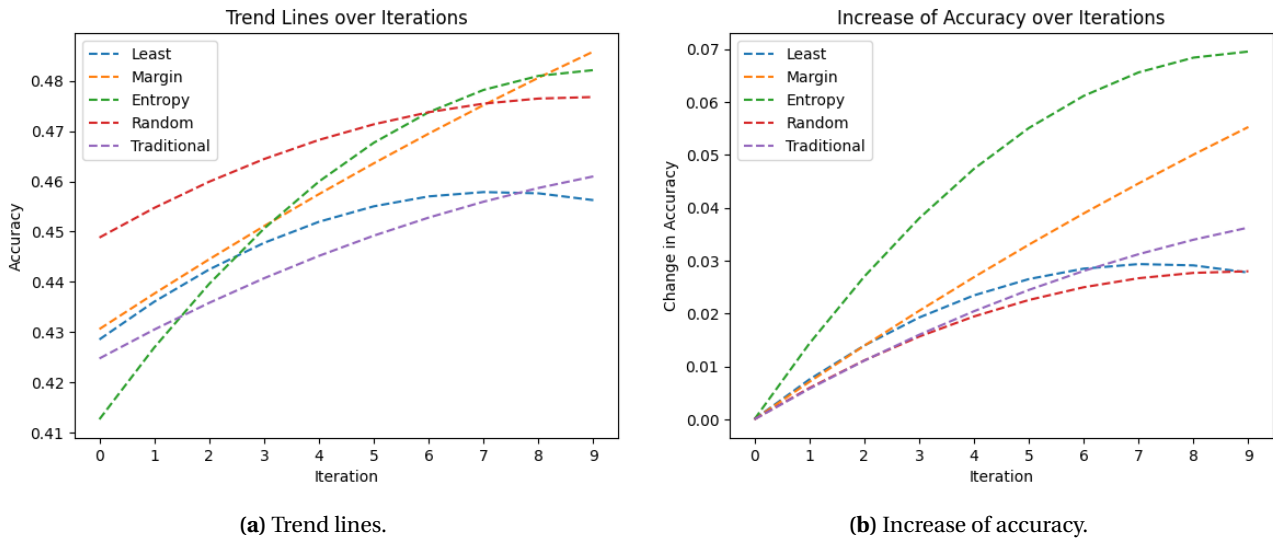 Trend Lines over Iterations
Least
Margin
Entropy
Random
Traditional
0.48
0.47
0.46
0.45
0.44
0.43
0.42
0.41
Accuracy
0 1 2 3 4 5 6 7 8 9
Iteration
(a) Trend lines.
Increase of Accuracy over Iterations
Least
Margin
Entropy
Random
Traditional
0.07
0.06
0.05
0.04
0.03
0.02
0.01
0.00
Change in Accuracy
0 1 2 3 4 5 6 7 8 9
Iteration
(b) Increase of accuracy.